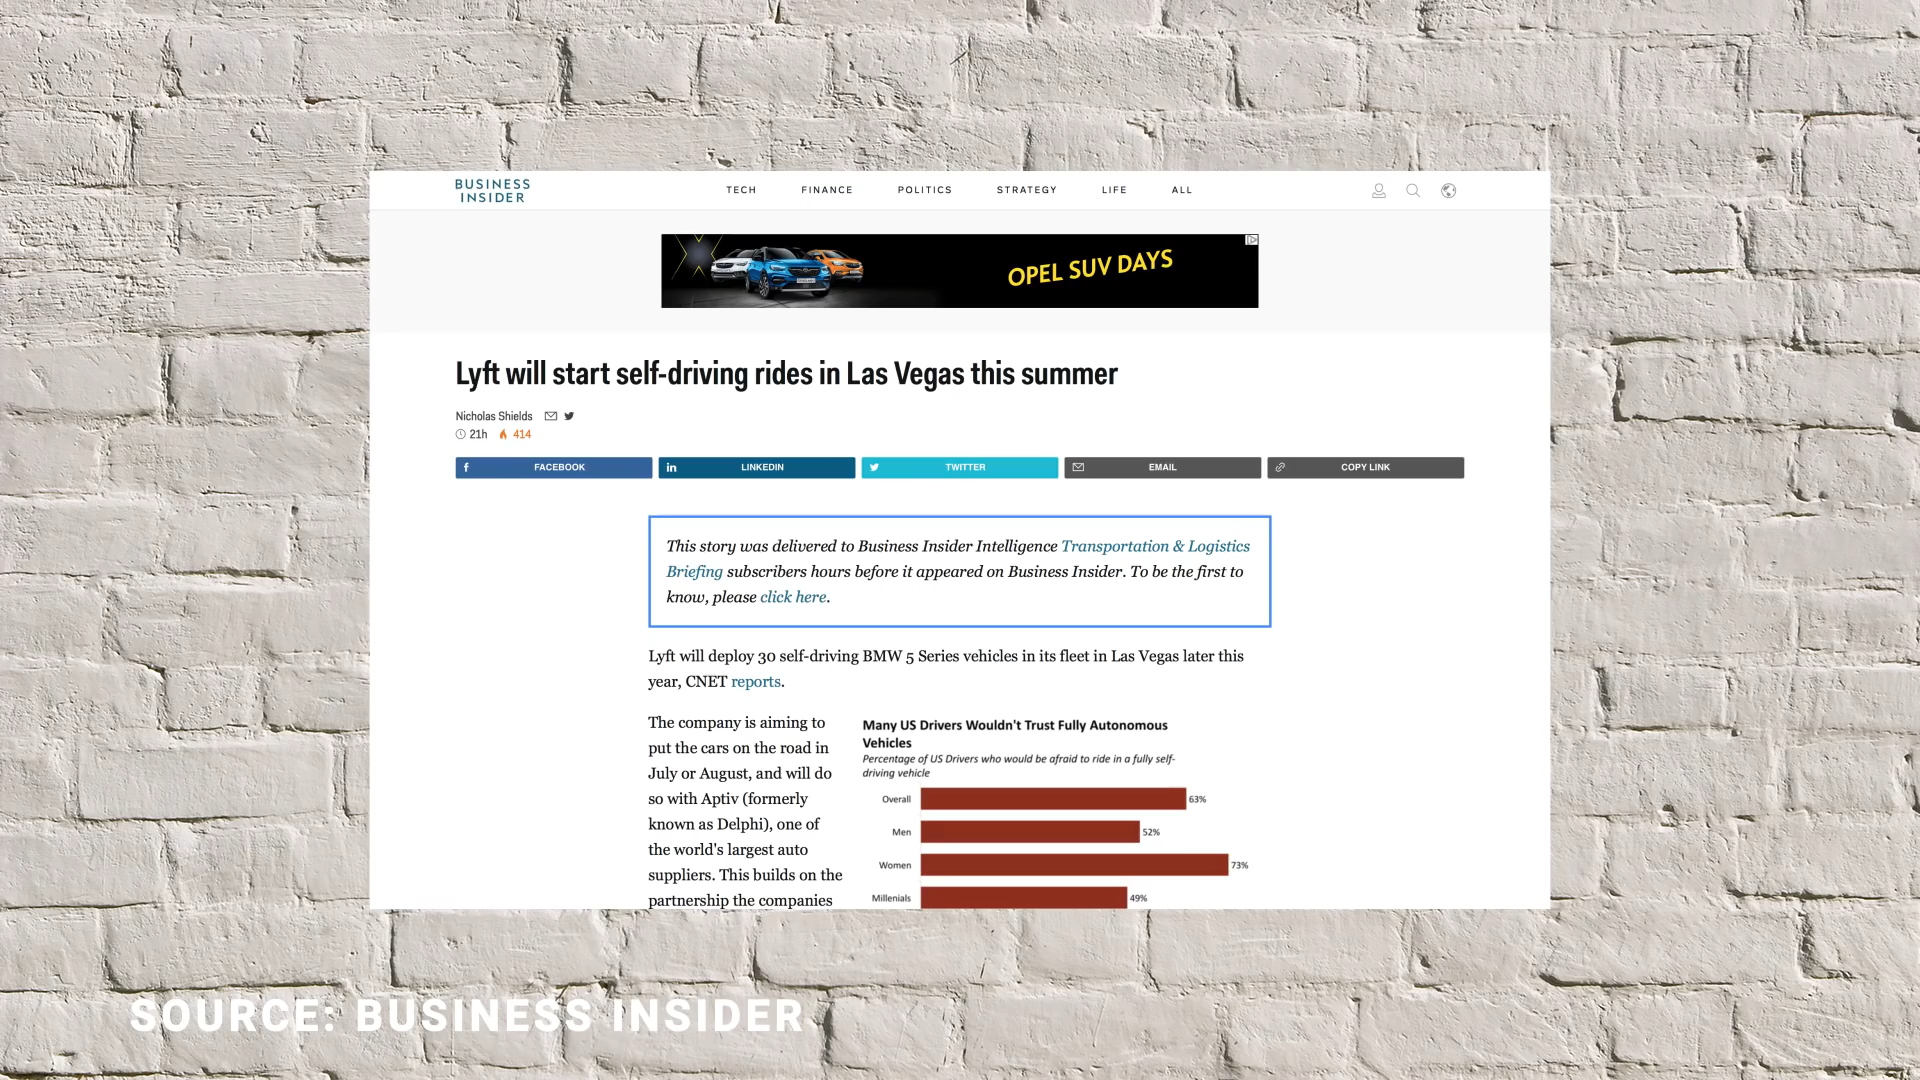 BUSINESS
INSIDER
TECH FINANCE POLITICS STRATEGY LIFE ALL
OPEL SUV DAYS
Lyft will start self-driving rides in Las Vegas this summer
Nicholas Shields
21h 414
FACEBOOK LINKEDIN TWITTER EMAIL COPY LINK
This story was delivered to Business Insider Intelligence Transportation & Logistics
Briefing subscribers hours before it appeared on Business Insider. To be the first to
know, please click here.
Lyft will deploy 30 self-driving BMW 5 Series vehicles in its fleet in Las Vegas later this
year, CNET reports.
The company is aiming to
put the cars on the road in
July or August, and will do
so with Aptiv (formerly
known as Delphi), one of
the world's largest auto
suppliers. This builds on the
partnership the companies
Many US Drivers Wouldn't Trust Fully Autonomous
Vehicles
Percentage of US Drivers who would be afraid to ride in a fully self-
driving vehicle
Overall 63%
Men 52%
Women 73%
Millenials 49%
SOURCE: BUSINESS INSIDER